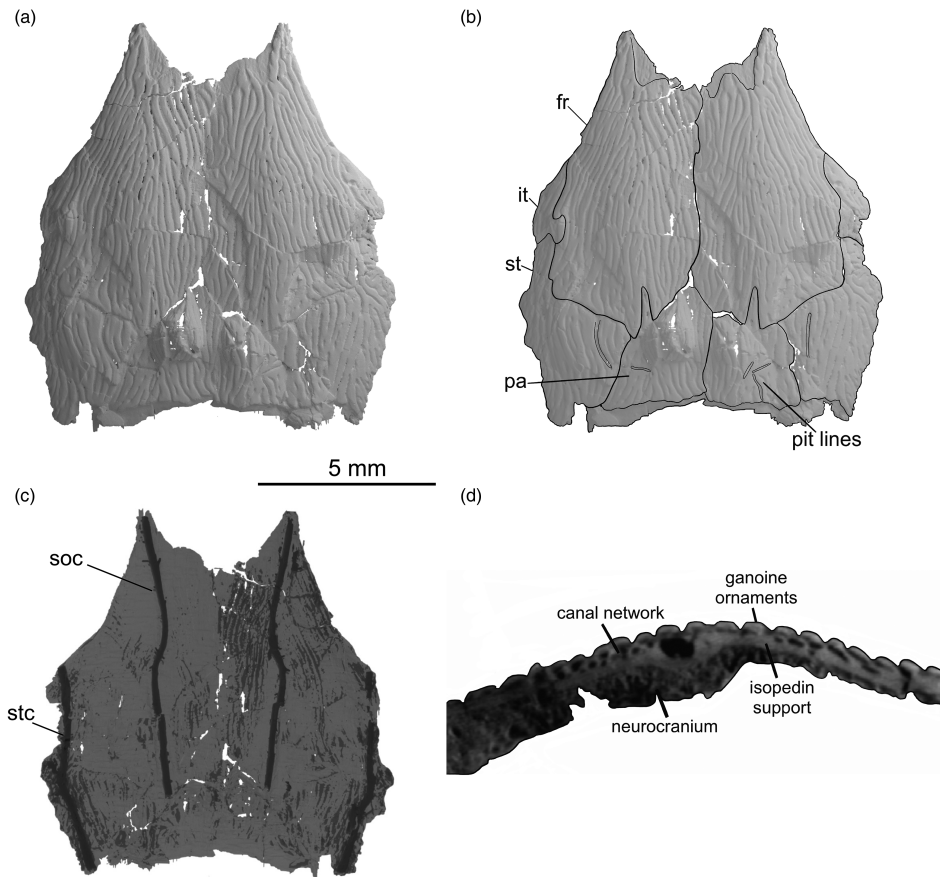 (a)
(b)
fr
it
st
pa
pit lines
5 mm
(c)
(d)
soc
stc
canal network
ganoine
ornaments
isopedin
support
neurocranium